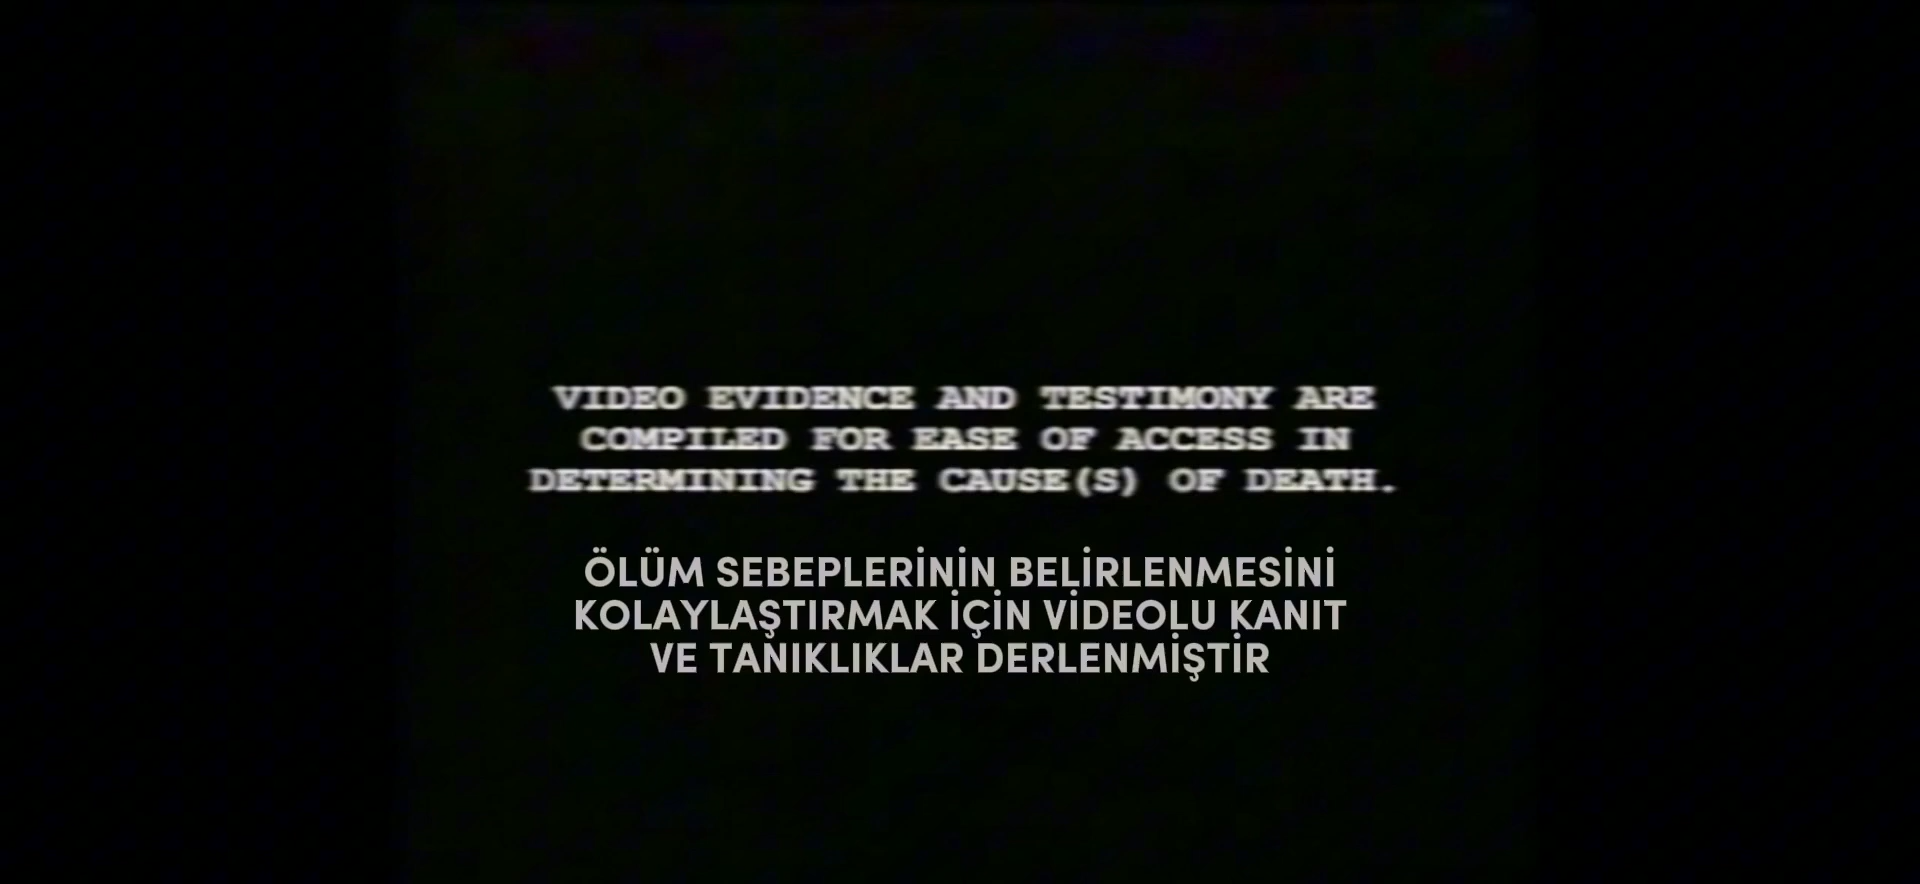 VIDEO EVIDENCE AND TESTIMONY ARE
COMPILED FOR EASE OF ACCESS IN
DETERMINING THE CAUSE(S) OF DEATH.
ÖLÜM SEBEPLERİNİN BELİRLENMESİNİ
KOLAYLAŞTIRMAK İÇİN VİDEOLU KANIT
VE TANIKLIKLAR DERLENMİŞTİR